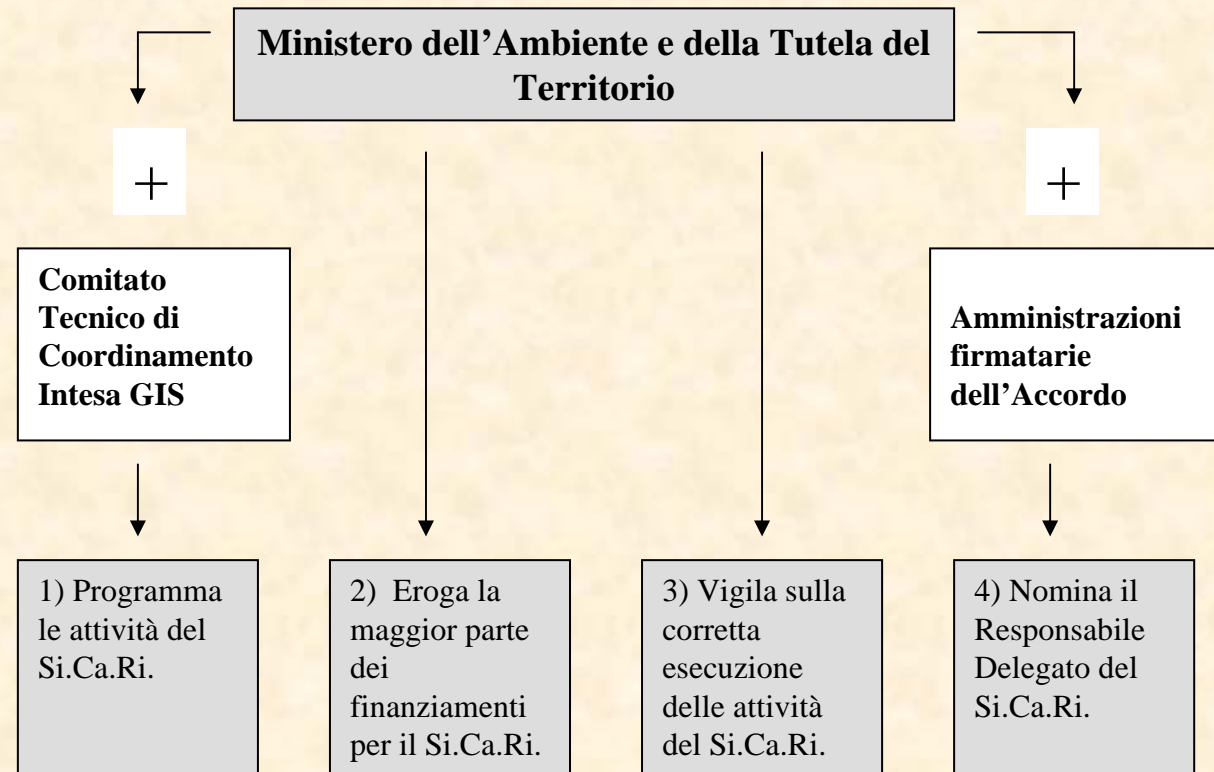 Ministero dell’Ambiente e della Tutela del
Territorio
+
+
Comitato
Tecnico di
Coordinamento
Intesa GIS
Amministrazioni
firmatarie
dell’Accordo
1) Programma
le attività del
Si.Ca.Ri.
2) Eroga la
maggior parte
dei
finanziamenti
per il Si.Ca.Ri.
3) Vigila sulla
corretta
esecuzione
delle attività
del Si.Ca.Ri.
4) Nomina il
Responsabile
Delegato del
Si.Ca.Ri.